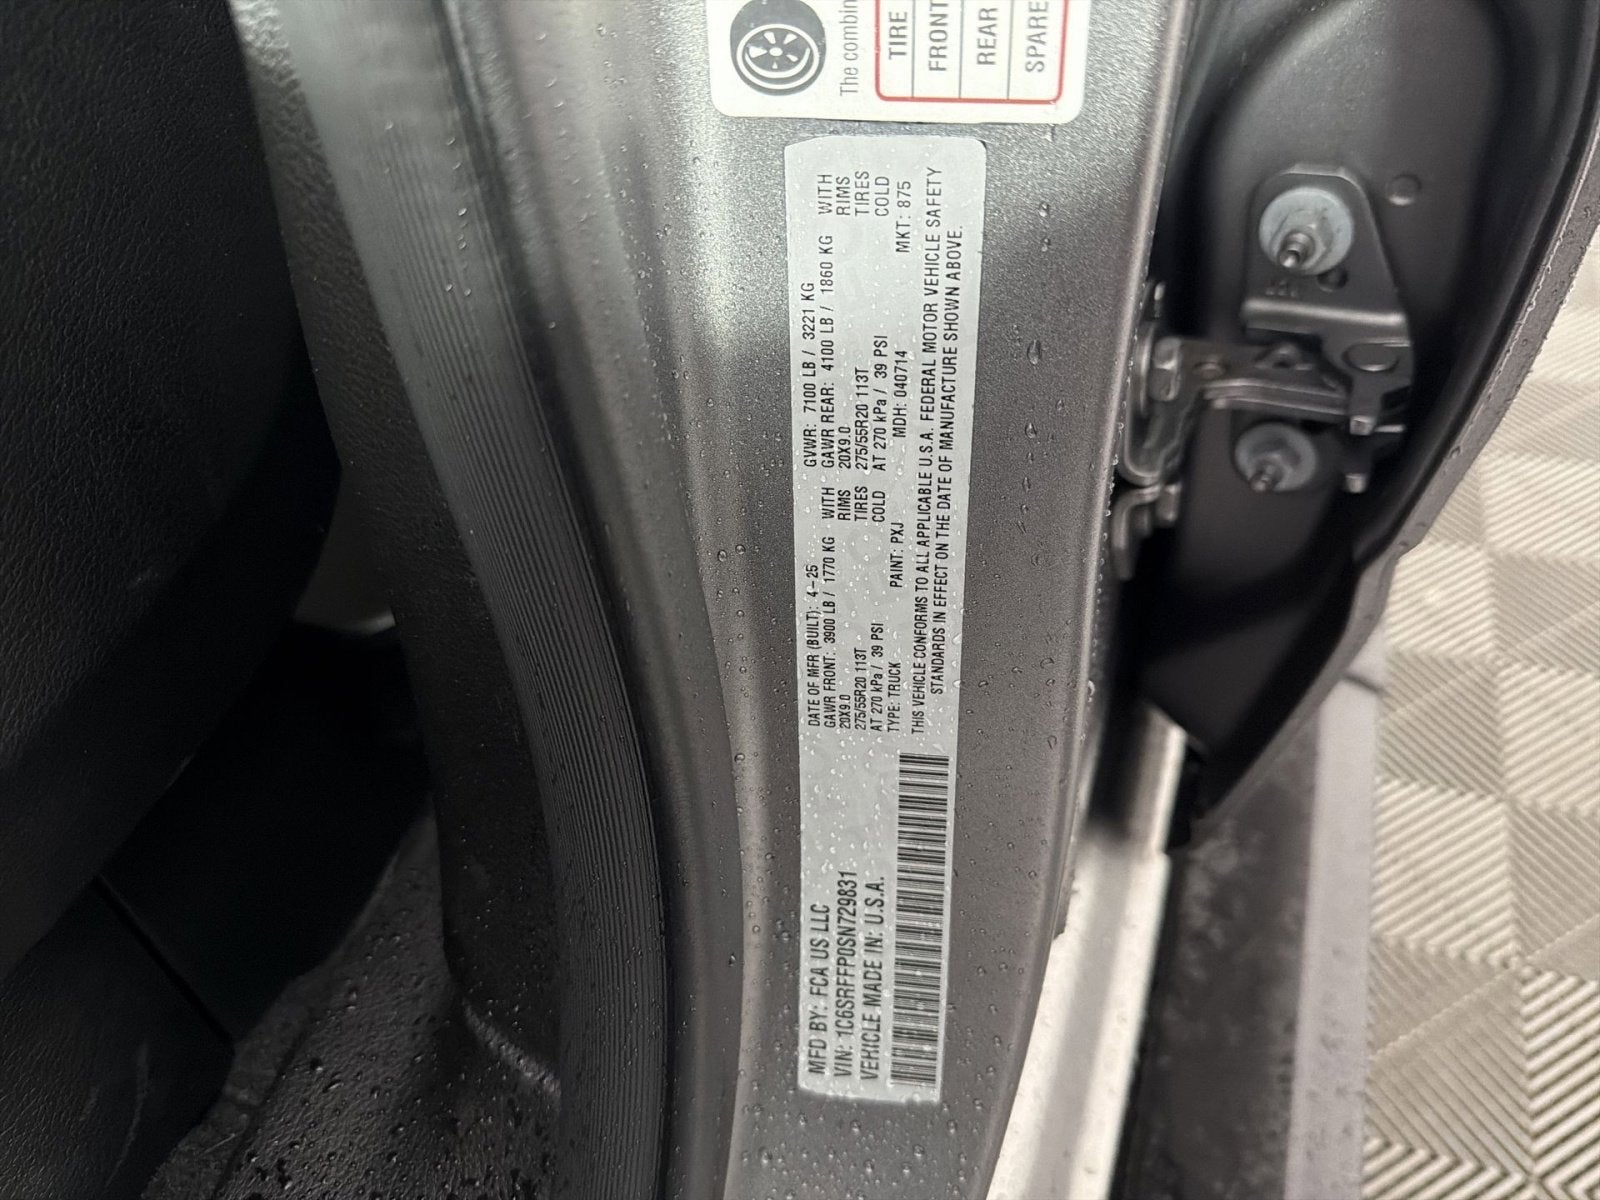 The combin
TIRE
FRONT
REAR
SPARE
MFD BY: FCA US LLC
VIN: 1C6SRFFP0SN729831
VEHICLE MADE IN: U.S.A.
DATE OF MFR (BUILT): 4-25 GVWR: 7100 LB / 3221 KG
GAWR FRONT: 3900 LB / 1770 KG WITH GAWR REAR: 4100 LB / 1860 KG WITH
20X9.0 RIMS 20X9.0 RIMS
275/55R20 113T TIRES 275/55R20 113T TIRES
AT 270 kPa / 39 PSI COLD AT 270 kPa / 39 PSI COLD
TYPE: TRUCK PAINT: PXJ MDH: 040714 MKT: 875
THIS VEHICLE CONFORMS TO ALL APPLICABLE U.S.A. FEDERAL MOTOR VEHICLE SAFETY
STANDARDS IN EFFECT ON THE DATE OF MANUFACTURE SHOWN ABOVE.